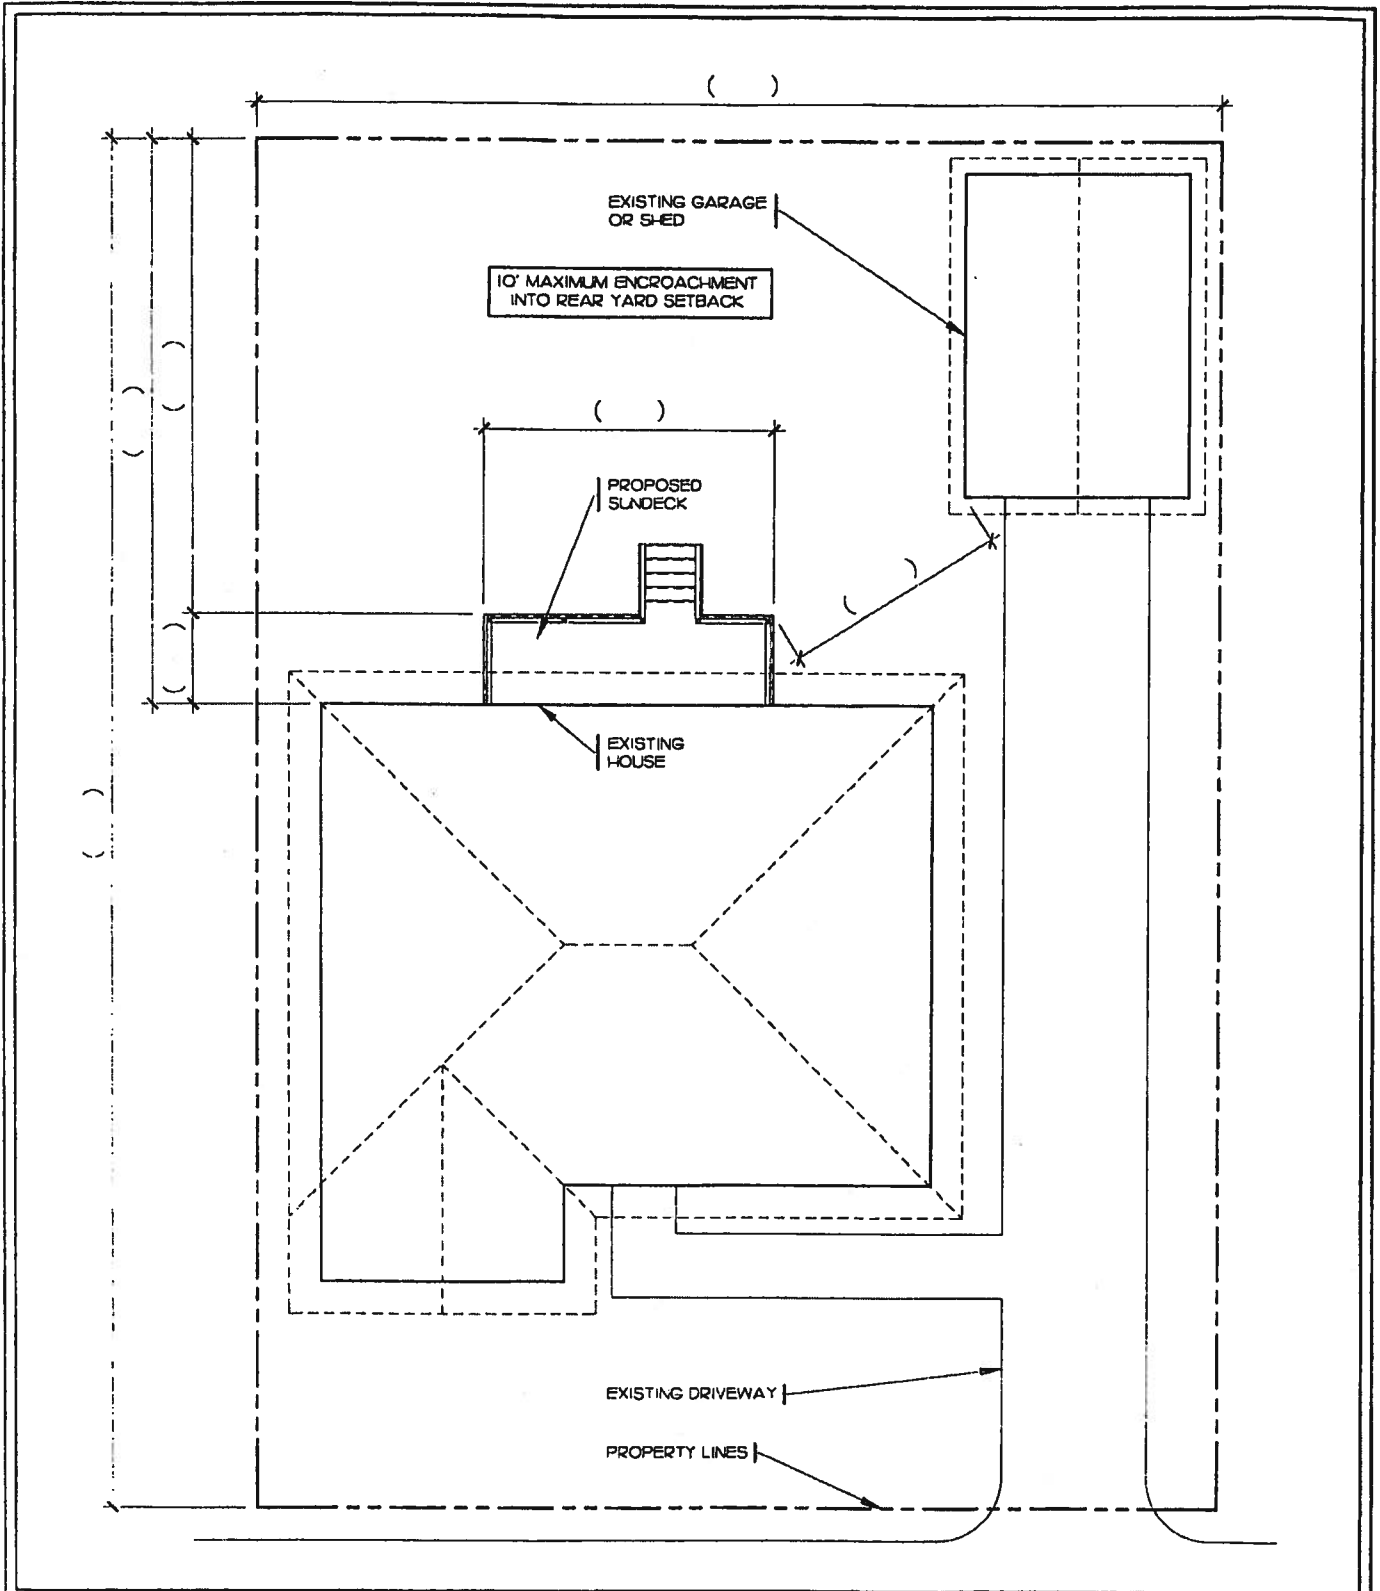 (    )
EXISTING GARAGE
OR SHED
10' MAXIMUM ENCROACHMENT
INTO REAR YARD SETBACK
(    )
(    )
(    )
PROPOSED
SUNDECK
(    )
(    )
EXISTING
HOUSE
(    )
EXISTING DRIVEWAY
PROPERTY LINES